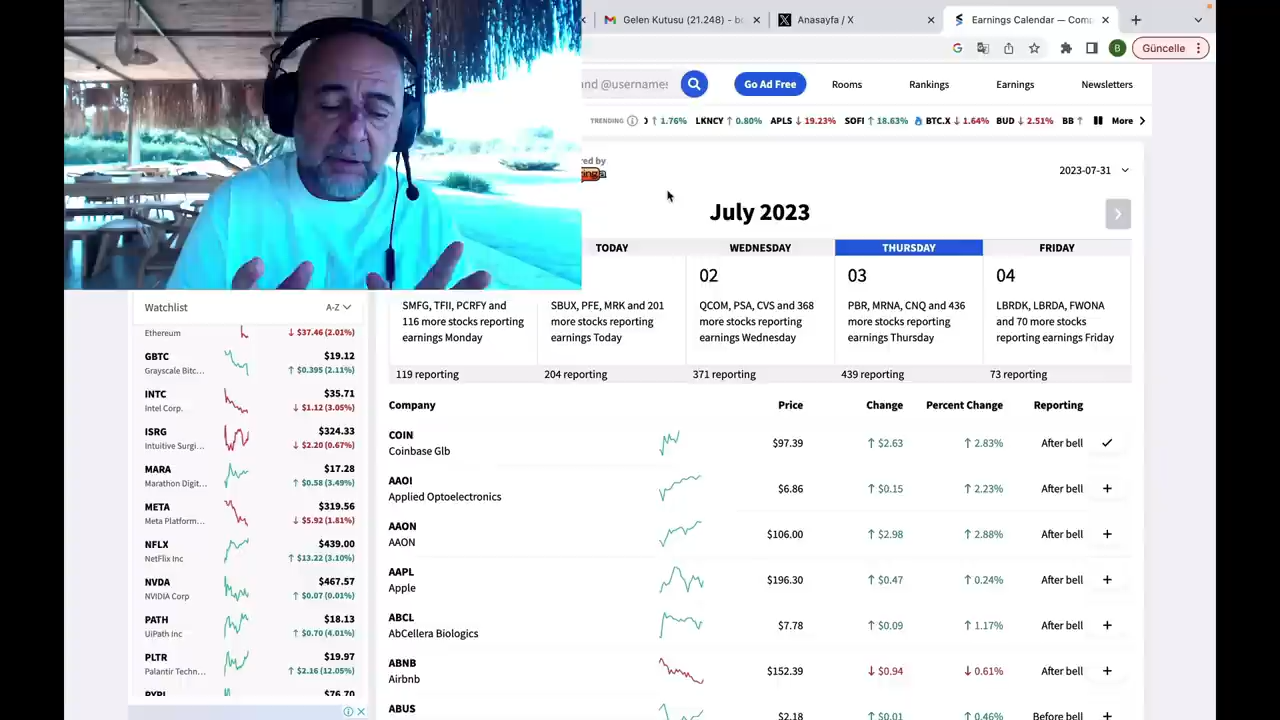 Gelen Kutusu (21.248) - b
Anasayfa / X
Earnings Calendar — Com
Güncelle
and @username
Go Ad Free
Rooms
Rankings
Earnings
Newsletters
TRENDING
1.76%
LKNCY ↑ 0.80%
APLS ↓ 19.23%
SOFI ↑ 18.63%
BTC.X ↓ 1.64%
BUD ↓ 2.51%
BB ↑
More
red by
2023-07-31
July 2023
TODAY
WEDNESDAY
THURSDAY
FRIDAY
02
03
04
SMFG, TFII, PCRFY and
116 more stocks reporting
earnings Monday
SBUX, PFE, MRK and 201
more stocks reporting
earnings Today
QCOM, PSA, CVS and 368
more stocks reporting
earnings Wednesday
PBR, MRNA, CNQ and 436
more stocks reporting
earnings Thursday
LBRDK, LBRDA, FWONA
and 70 more stocks
reporting earnings Friday
119 reporting
204 reporting
371 reporting
439 reporting
73 reporting
Watchlist A-Z
Ethereum ↓ $37.46 (2.01%)
GBTC $19.12
Grayscale Bitc... ↑ $0.395 (2.11%)
INTC $35.71
Intel Corp. ↓ $1.12 (3.05%)
ISRG $324.33
Intuitive Surgi... ↓ $2.20 (0.67%)
MARA $17.28
Marathon Digit... ↑ $0.58 (3.49%)
META $319.56
Meta Platform... ↓ $5.92 (1.81%)
NFLX $439.00
NetFlix Inc ↑ $13.22 (3.10%)
NVDA $467.57
NVIDIA Corp ↑ $0.07 (0.01%)
PATH $18.13
UiPath Inc ↑ $0.70 (4.01%)
PLTR $19.97
Palantir Techn... ↑ $2.16 (12.05%)
PYPL $76.70
Company Price Change Percent Change Reporting
COIN
Coinbase Glb $97.39 ↑ $2.63 ↑ 2.83% After bell
AAOI
Applied Optoelectronics $6.86 ↑ $0.15 ↑ 2.23% After bell
AAON
AAON $106.00 ↑ $2.98 ↑ 2.88% After bell
AAPL
Apple $196.30 ↑ $0.47 ↑ 0.24% After bell
ABCL
AbCellera Biologics $7.78 ↑ $0.09 ↑ 1.17% After bell
ABNB
Airbnb $152.39 ↓ $0.94 ↓ 0.61% After bell
ABUS $2.18 ↑ $0.01 ↑ 0.46% Before bell